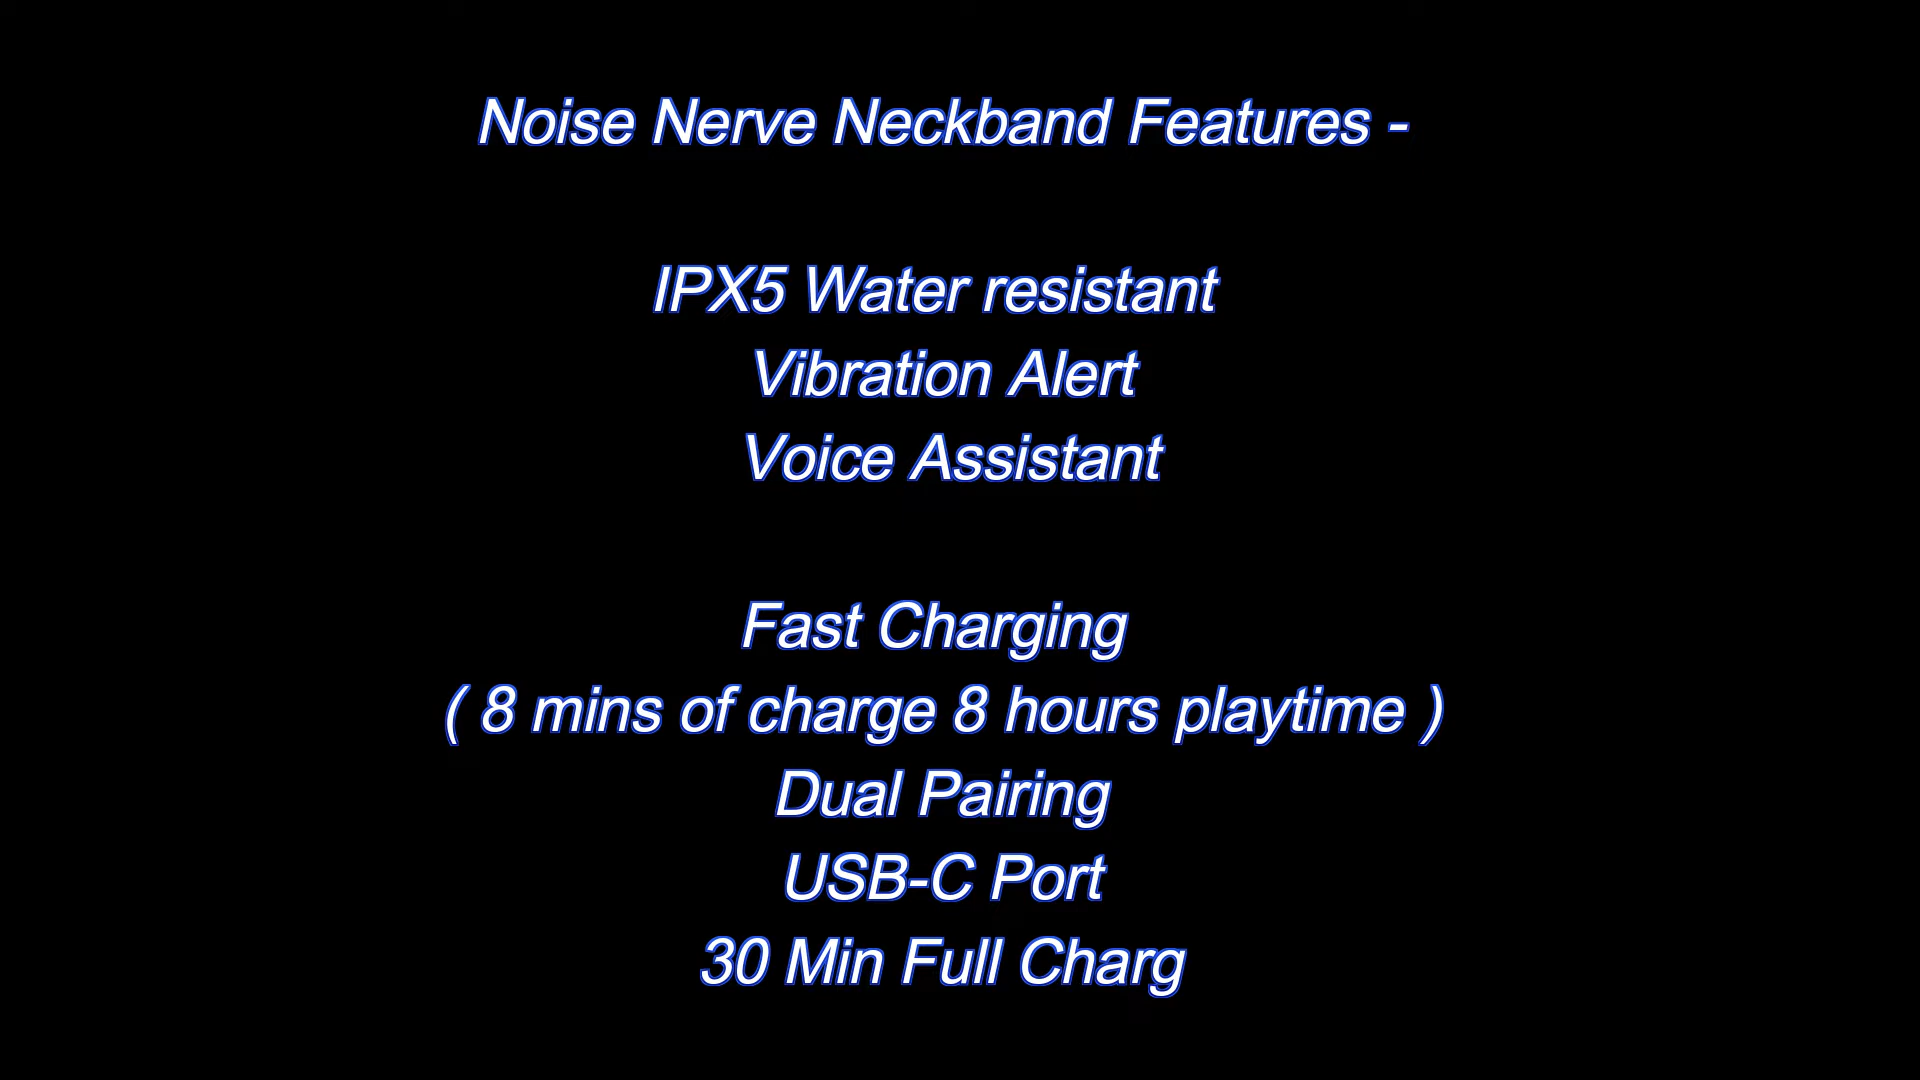 Noise Nerve Neckband Features -
IPX5 Water resistant
Vibration Alert
Voice Assistant
Fast Charging
( 8 mins of charge 8 hours playtime )
Dual Pairing
USB-C Port
30 Min Full Charg